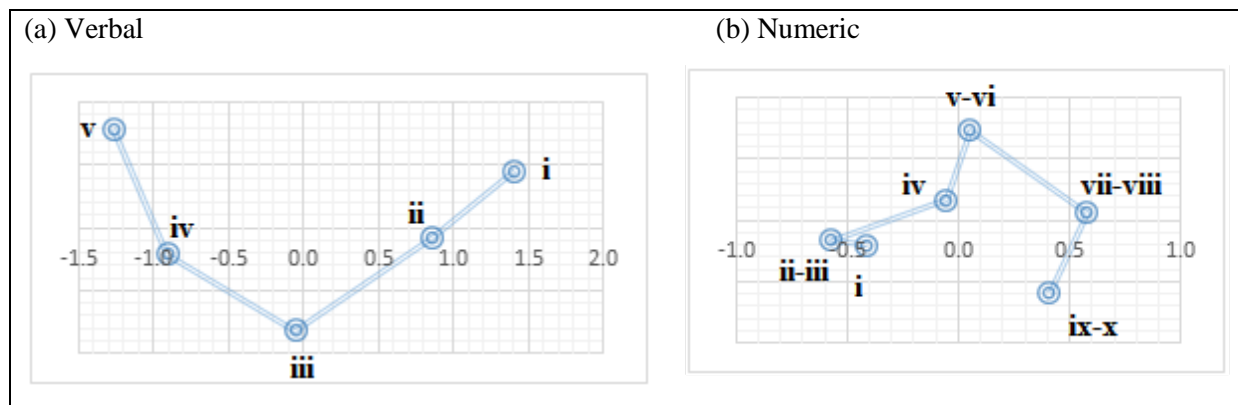 (a) Verbal
v
iv
iii
ii
i
-1.5 -1.0 -0.5 0.0 0.5 1.0 1.5 2.0
(b) Numeric
v-vi
iv
vii-viii
ii-iii
i
ix-x
-1.0 -0.5 0.0 0.5 1.0